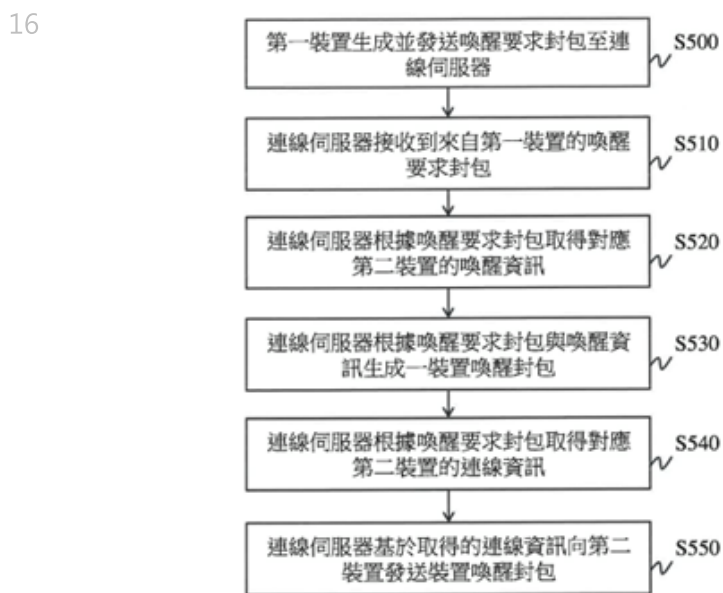 16
第一裝置生成並發送喚醒要求封包至連
線伺服器
S500
連線伺服器接收到來自第一裝置的喚醒
要求封包
S510
連線伺服器根據喚醒要求封包取得對應
第二裝置的喚醒資訊
S520
連線伺服器根據喚醒要求封包與喚醒資
訊生成一裝置喚醒封包
S530
連線伺服器根據喚醒要求封包取得對應
第二裝置的連線資訊
S540
連線伺服器基於取得的連線資訊向第二
裝置發送裝置喚醒封包
S550